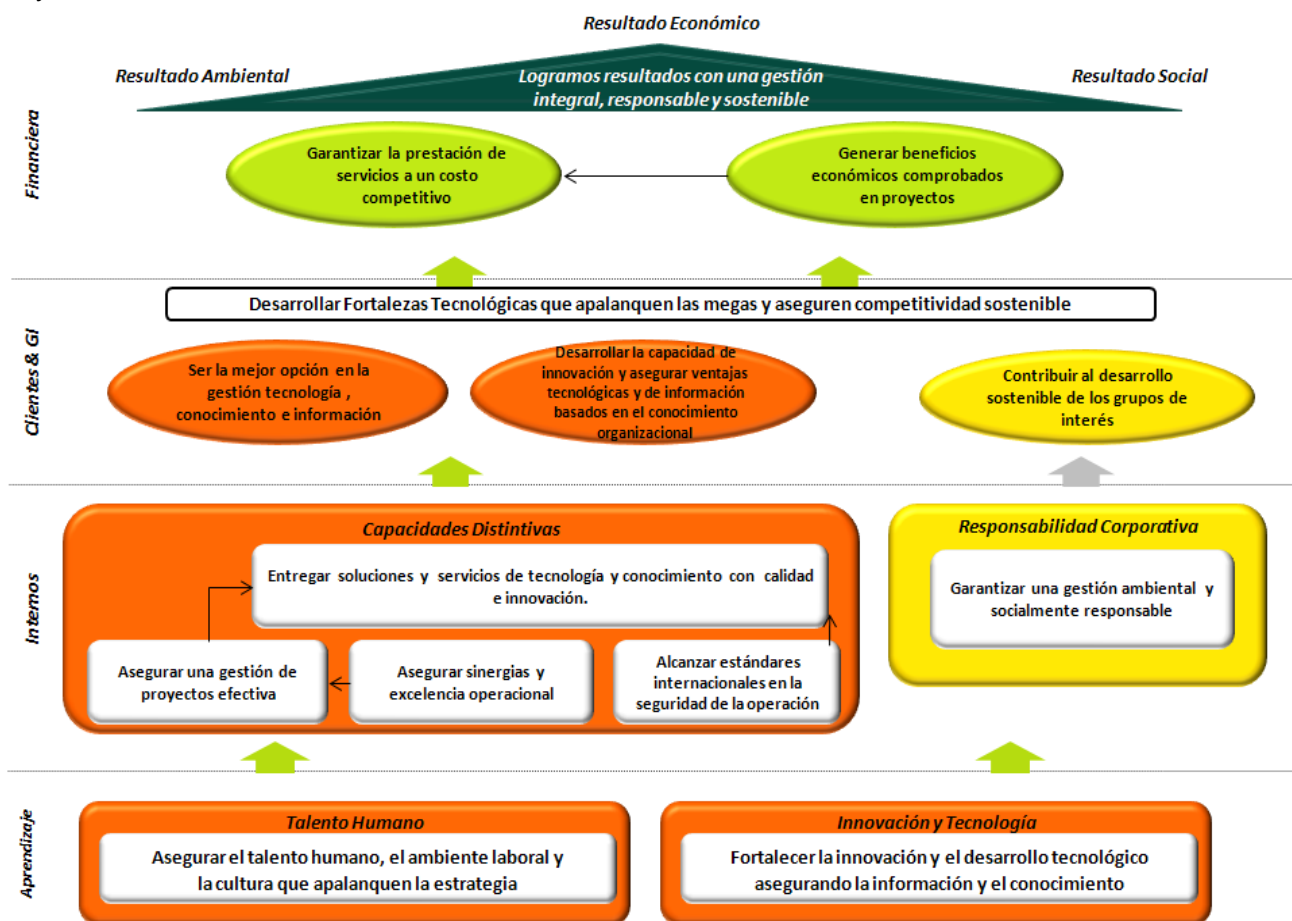 Resultado Económico
Resultado Ambiental
Resultado Social
Logramos resultados con una gestión
integral, responsable y sostenible
Financiera
Garantizar la prestación de
servicios a un costo
competitivo
Generar beneficios
económicos comprobados
en proyectos
Clientes & GI
Desarrollar Fortalezas Tecnológicas que apalanquen las megas y aseguren competitividad sostenible
Ser la mejor opción en la
gestión tecnología ,
conocimiento e información
Desarrollar la capacidad de
innovación y asegurar ventajas
tecnológicas y de información
basados en el conocimiento
organizacional
Contribuir al desarrollo
sostenible de los grupos de
interés
Internos
Capacidades Distintivas
Entregar soluciones y servicios de tecnología y conocimiento con calidad
e innovación.
Asegurar una gestión de
proyectos efectiva
Asegurar sinergias y
excelencia operacional
Alcanzar estándares
internacionales en la
seguridad de la operación
Responsabilidad Corporativa
Garantizar una gestión ambiental y
socialmente responsable
Aprendizaje
Talento Humano
Asegurar el talento humano, el ambiente laboral y
la cultura que apalanquen la estrategia
Innovación y Tecnología
Fortalecer la innovación y el desarrollo tecnológico
asegurando la información y el conocimiento